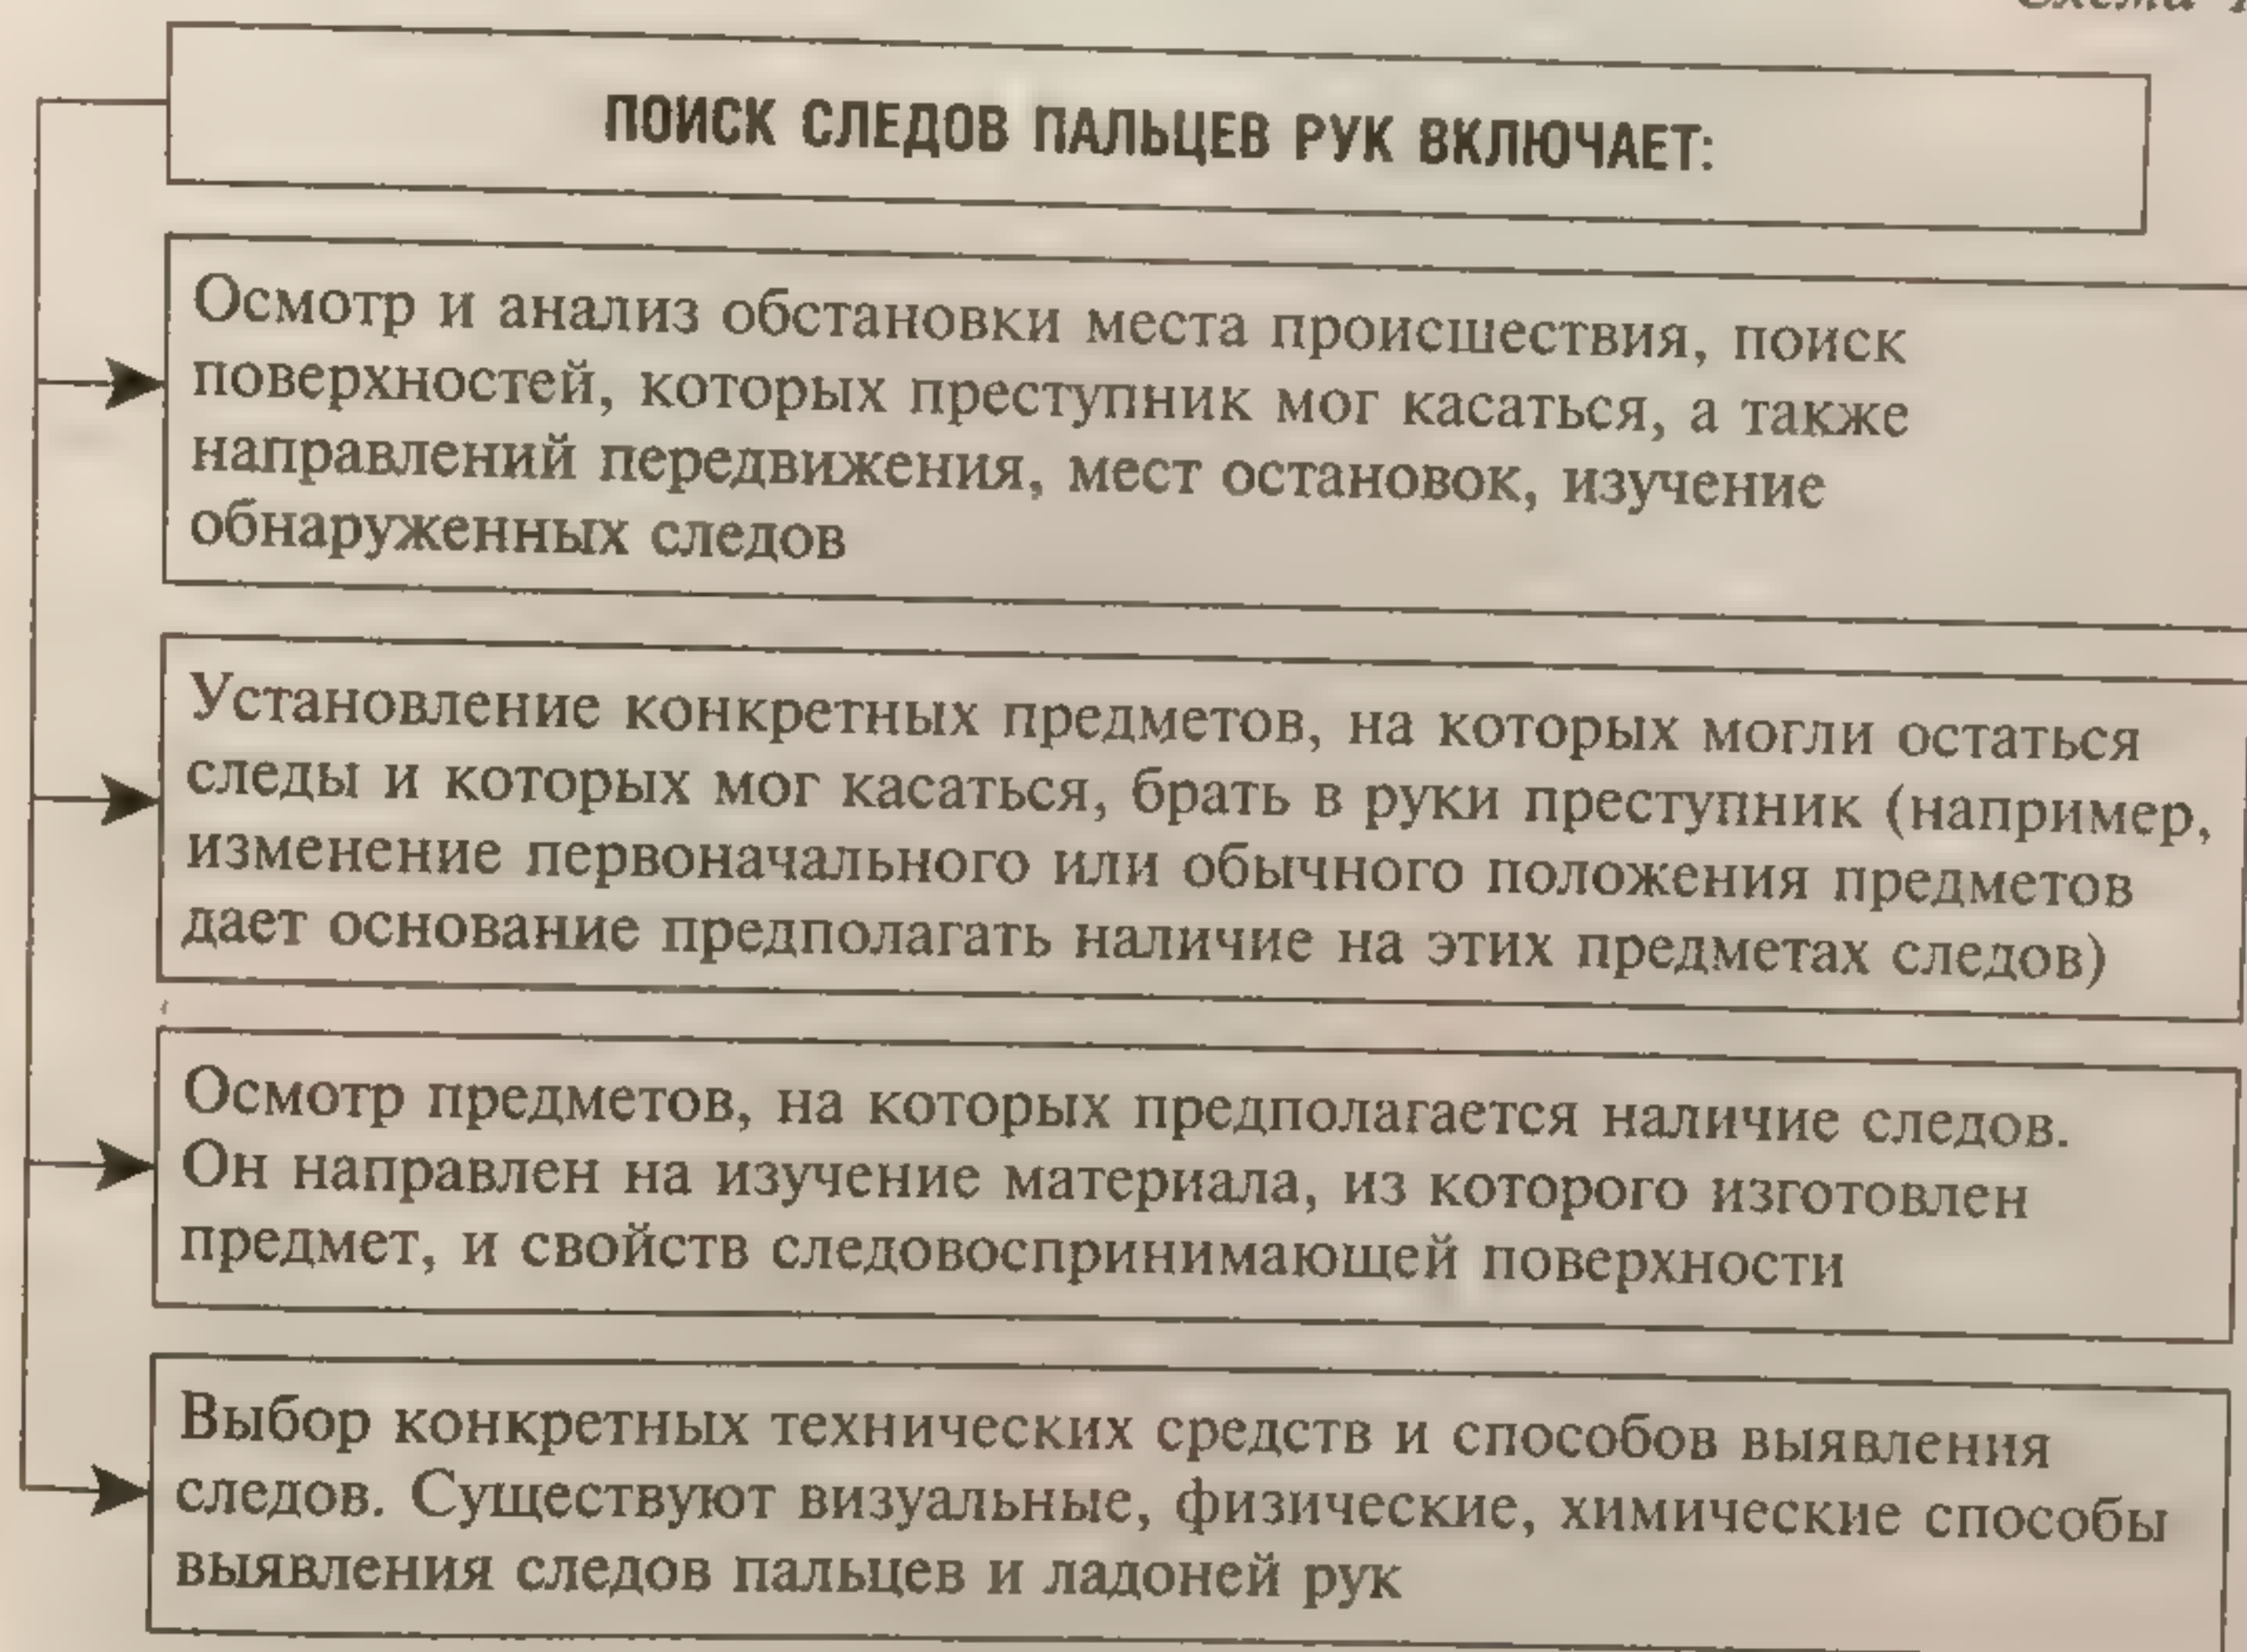 Схема
ПОИСК СЛЕДОВ ПАЛЬЦЕВ РУК ВКЛЮЧАЕТ:
Осмотр и анализ обстановки места происшествия, поиск
поверхностей, которых преступник мог касаться, а также
направлений передвижения, мест остановок, изучение
обнаруженных следов
Установление конкретных предметов, на которых могли остаться
следы и которых мог касаться, брать в руки преступник (например,
изменение первоначального или обычного положения предметов
дает основание предполагать наличие на этих предметах следов)
Осмотр предметов, на которых предполагается наличие следов.
Он направлен на изучение материала, из которого изготовлен
предмет, и свойств следовоспринимающей поверхности
Выбор конкретных технических средств и способов выявления
следов. Существуют визуальные, физические, химические способы
выявления следов пальцев и ладоней рук